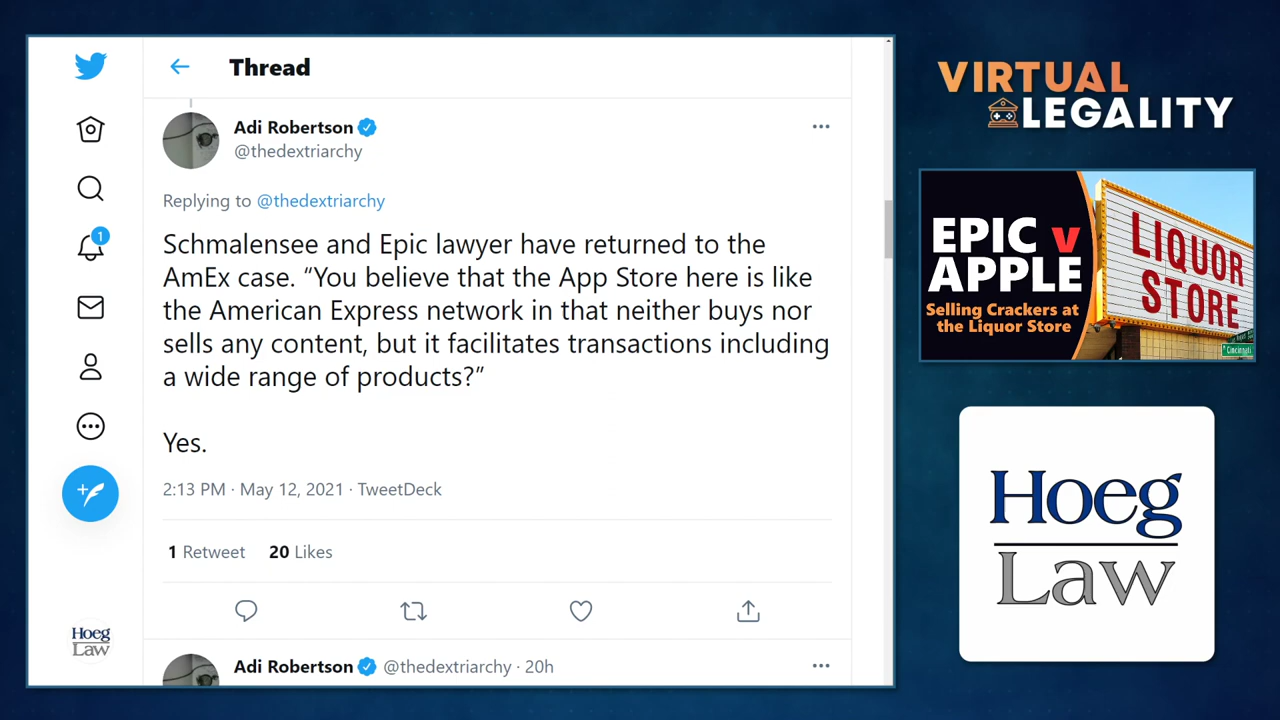 Thread
Adi Robertson
@thedextriarchy
Replying to @thedextriarchy
Schmalensee and Epic lawyer have returned to the
AmEx case. “You believe that the App Store here is like
the American Express network in that neither buys nor
sells any content, but it facilitates transactions including
a wide range of products?”
Yes.
2:13 PM · May 12, 2021 · TweetDeck
1 Retweet 20 Likes
Adi Robertson @thedextriarchy · 20h
1
Hoeg
Law
VIRTUAL
LEGALITY
EPIC v
APPLE
Selling Crackers at
the Liquor Store
LIQUOR
STORE
Cincinnati
Hoeg
Law